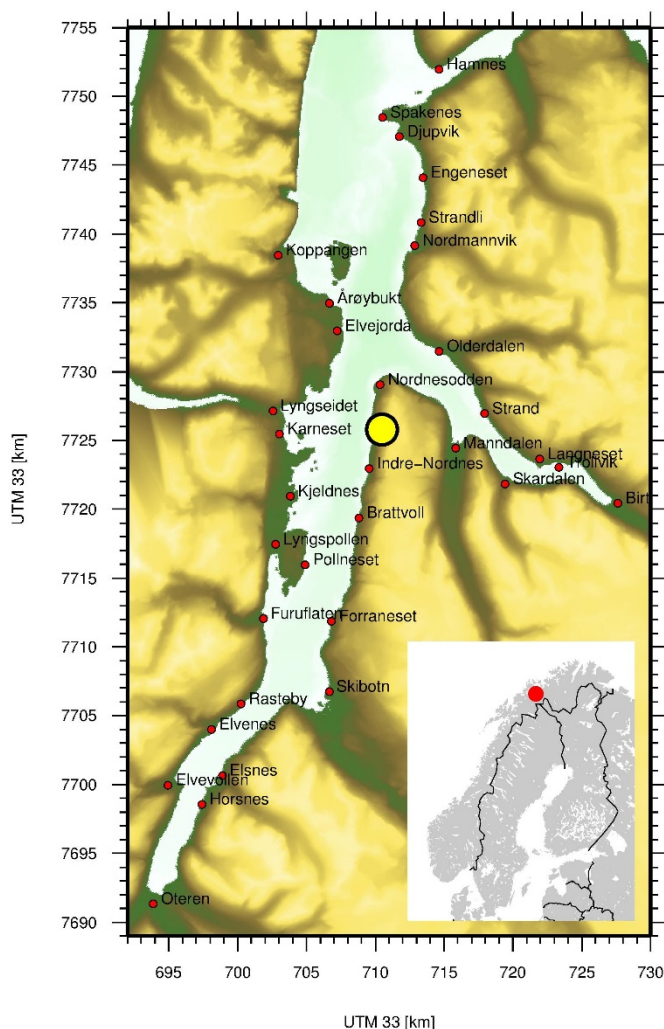 7755
7750
7745
7740
7735
7730
7725
7720
7715
7710
7705
7700
7695
7690
UTM 33 [km]
Hamnes
Spakenes
Djupvik
Engeneset
Strandli
Nordmannvik
Koppangen
Årøybukt
Elvejorda
Olderdalen
Nordnesodden
Lyngseidet
Strand
Karneset
Manndalen
Langneset
Trollvik
Indre-Nordnes
Skardalen
Kjeldnes
Birt
Brattvoll
Lyngspollen
Pollneset
Furuflaten
Forraneset
Skibotn
Rasteby
Elvenes
Elsnes
Elvevollen
Horsnes
Oteren
695 700 705 710 715 720 725 730
UTM 33 [km]